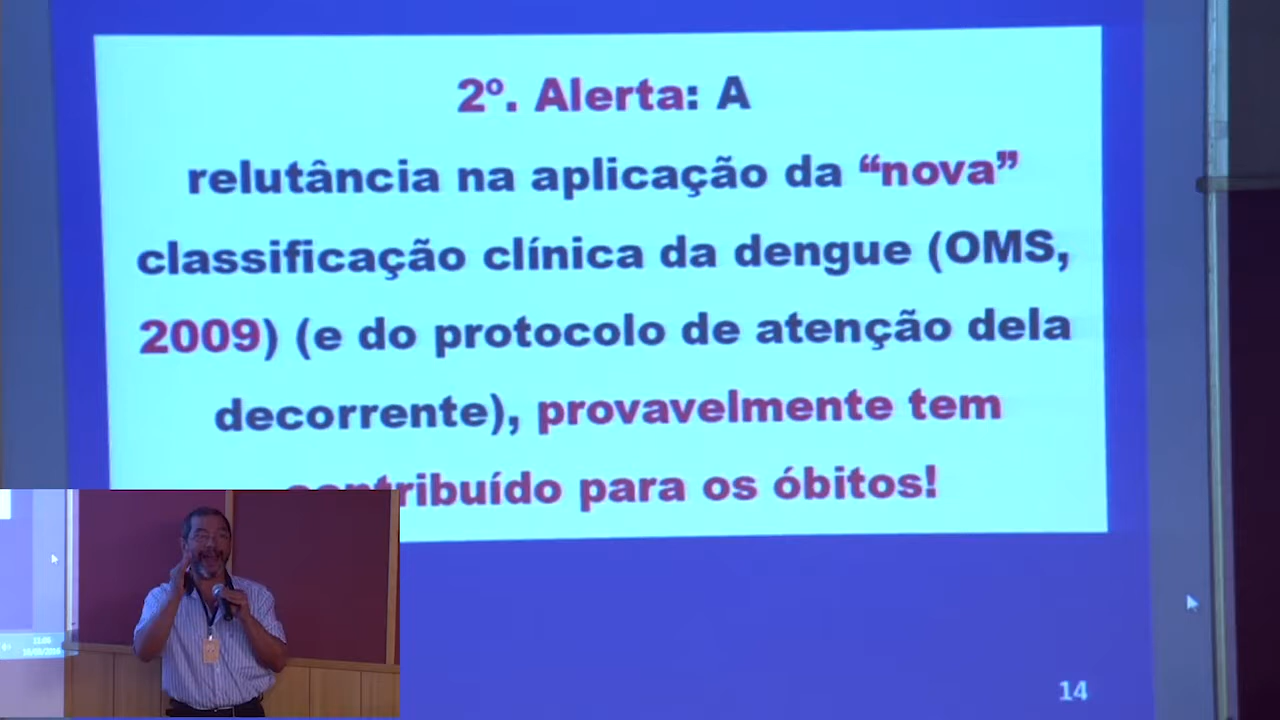 2º. Alerta: A
relutância na aplicação da “nova”
classificação clínica da dengue (OMS,
2009) (e do protocolo de atenção dela
decorrente), provavelmente tem
contribuído para os óbitos!
14